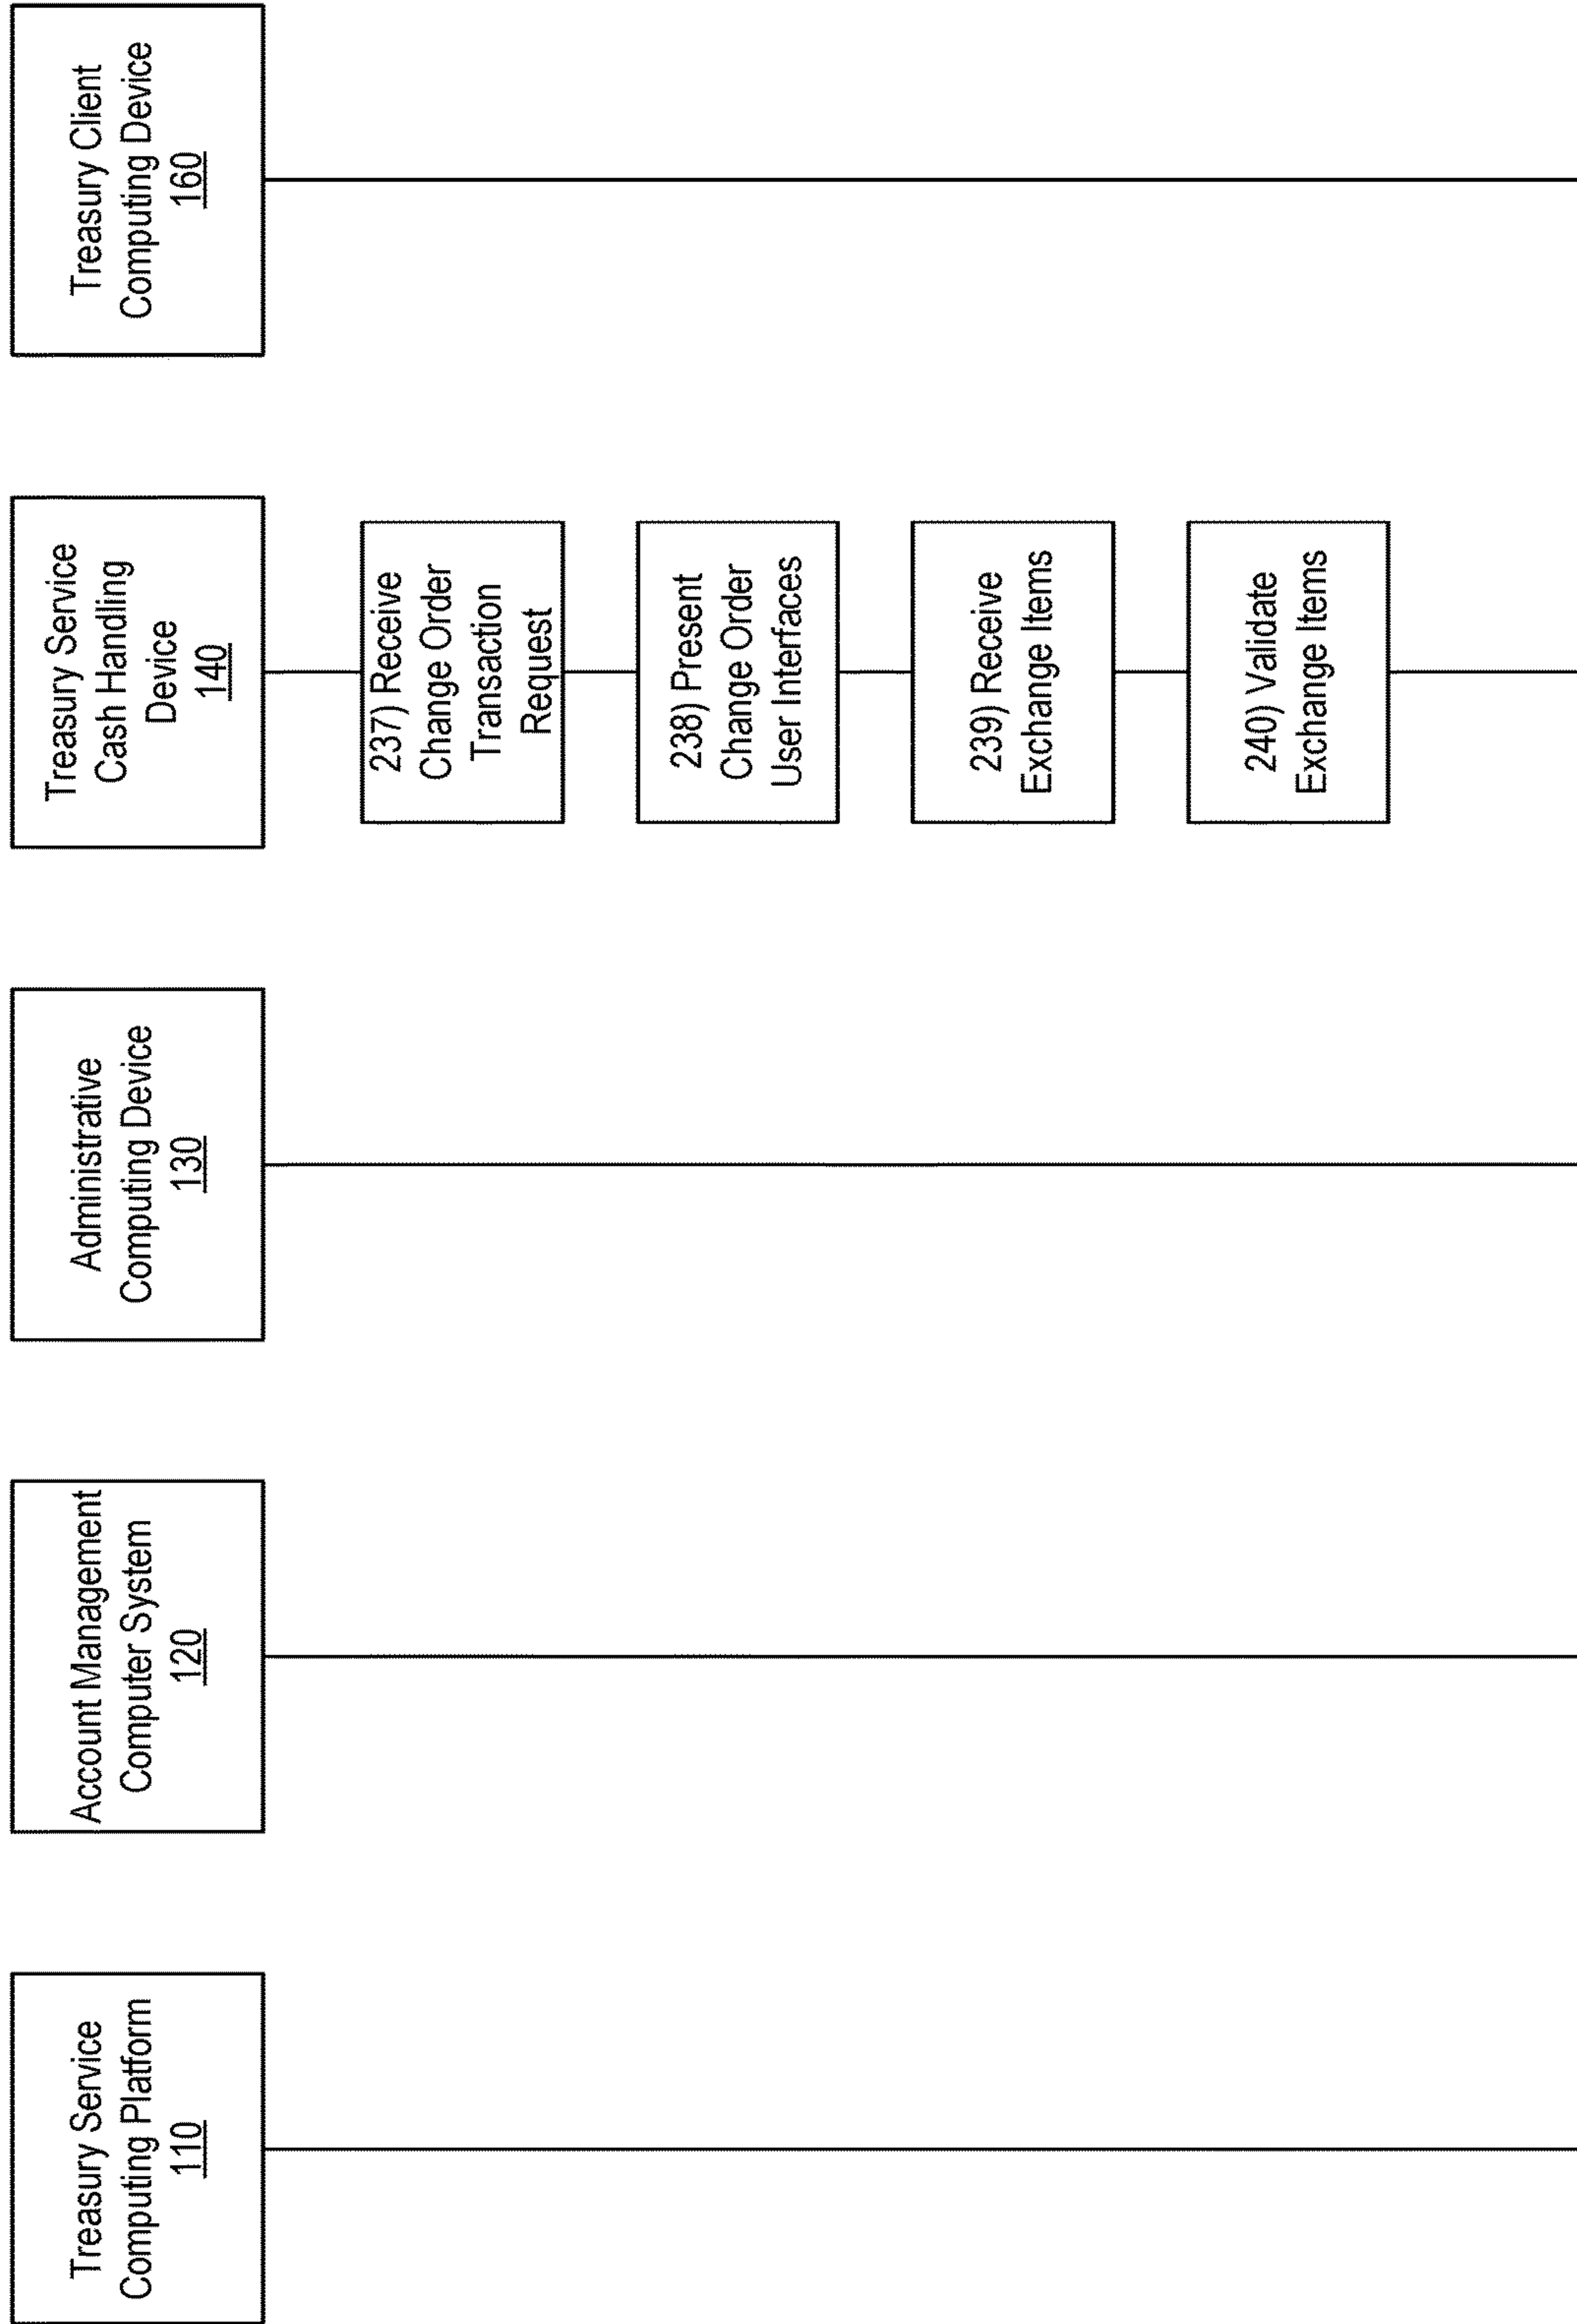 Treasury Service
Computing Platform
110
Account Management
Computer System
120
Administrative
Computing Device
130
Treasury Service
Cash Handling
Device
140
Treasury Client
Computing Device
160
237) Receive
Change Order
Transaction
Request
238) Present
Change Order
User Interfaces
239) Receive
Exchange Items
240) Validate
Exchange Items